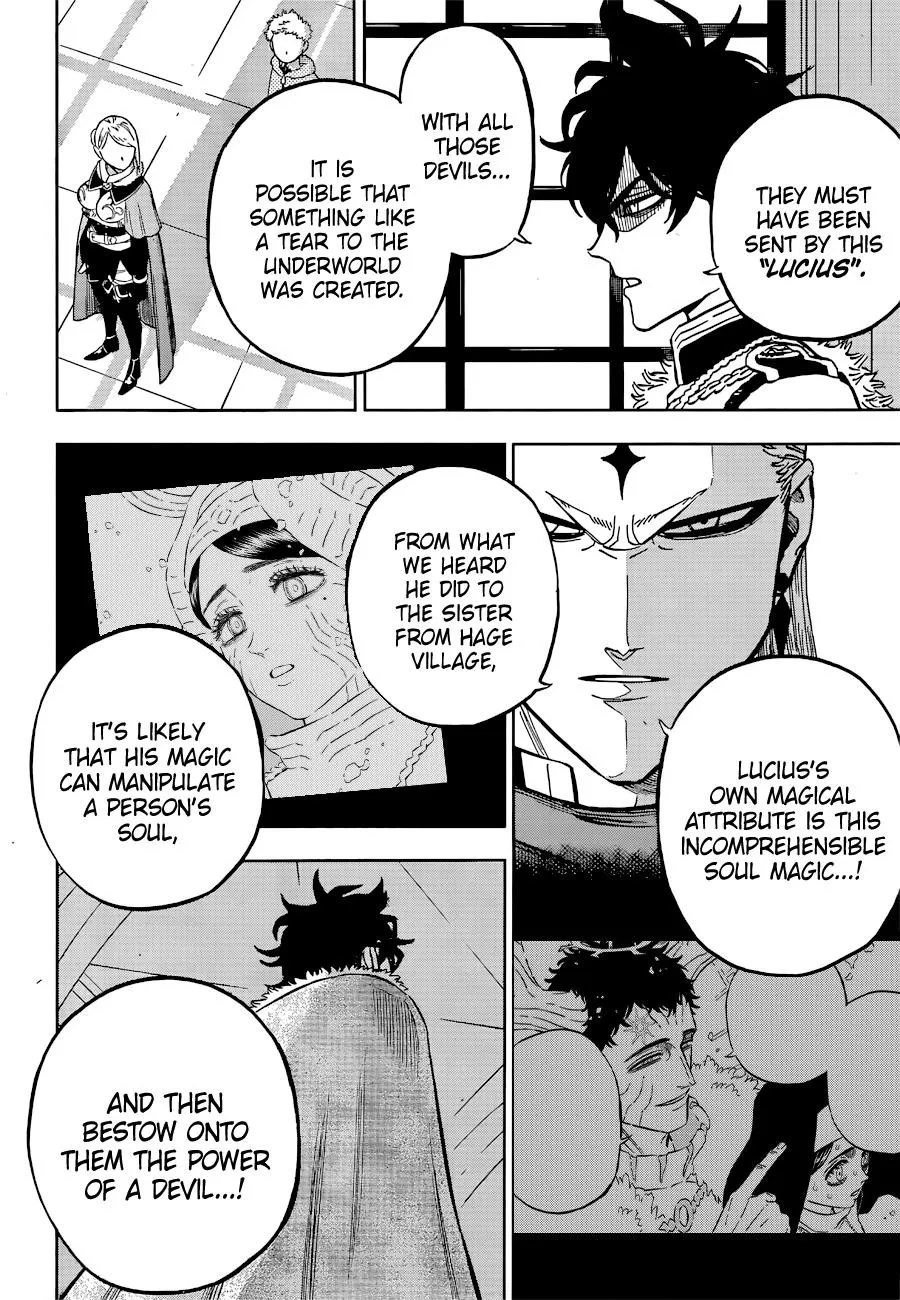 THEY MUST
HAVE BEEN
SENT BY THIS
"LUCIUS".
WITH ALL
THOSE
DEVILS...
IT IS
POSSIBLE THAT
SOMETHING LIKE
A TEAR TO THE
UNDERWORLD
WAS CREATED.
LUCIUS'S
OWN MAGICAL
ATTRIBUTE IS THIS
INCOMPREHENSIBLE
SOUL MAGIC...!
FROM WHAT
WE HEARD
HE DID TO
THE SISTER
FROM HAGE
VILLAGE,
IT'S LIKELY
THAT HIS MAGIC
CAN MANIPULATE
A PERSON'S
SOUL,
AND THEN
BESTOW ONTO
THEM THE POWER
OF A DEVIL...!